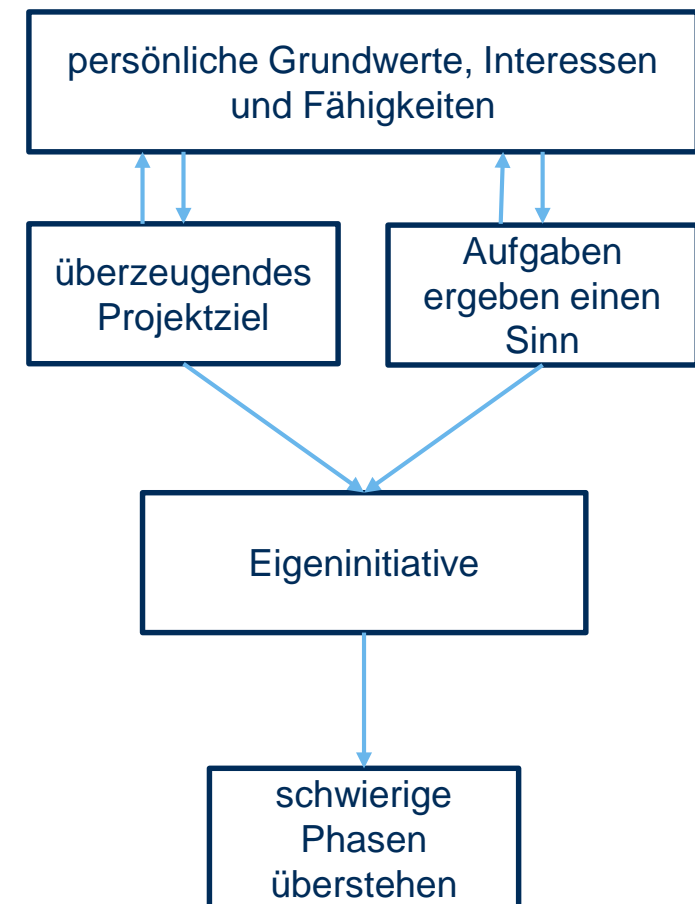 persönliche Grundwerte, Interessen
und Fähigkeiten
überzeugendes
Projektziel
Aufgaben
ergeben einen
Sinn
Eigeninitiative
schwierige
Phasen
überstehen